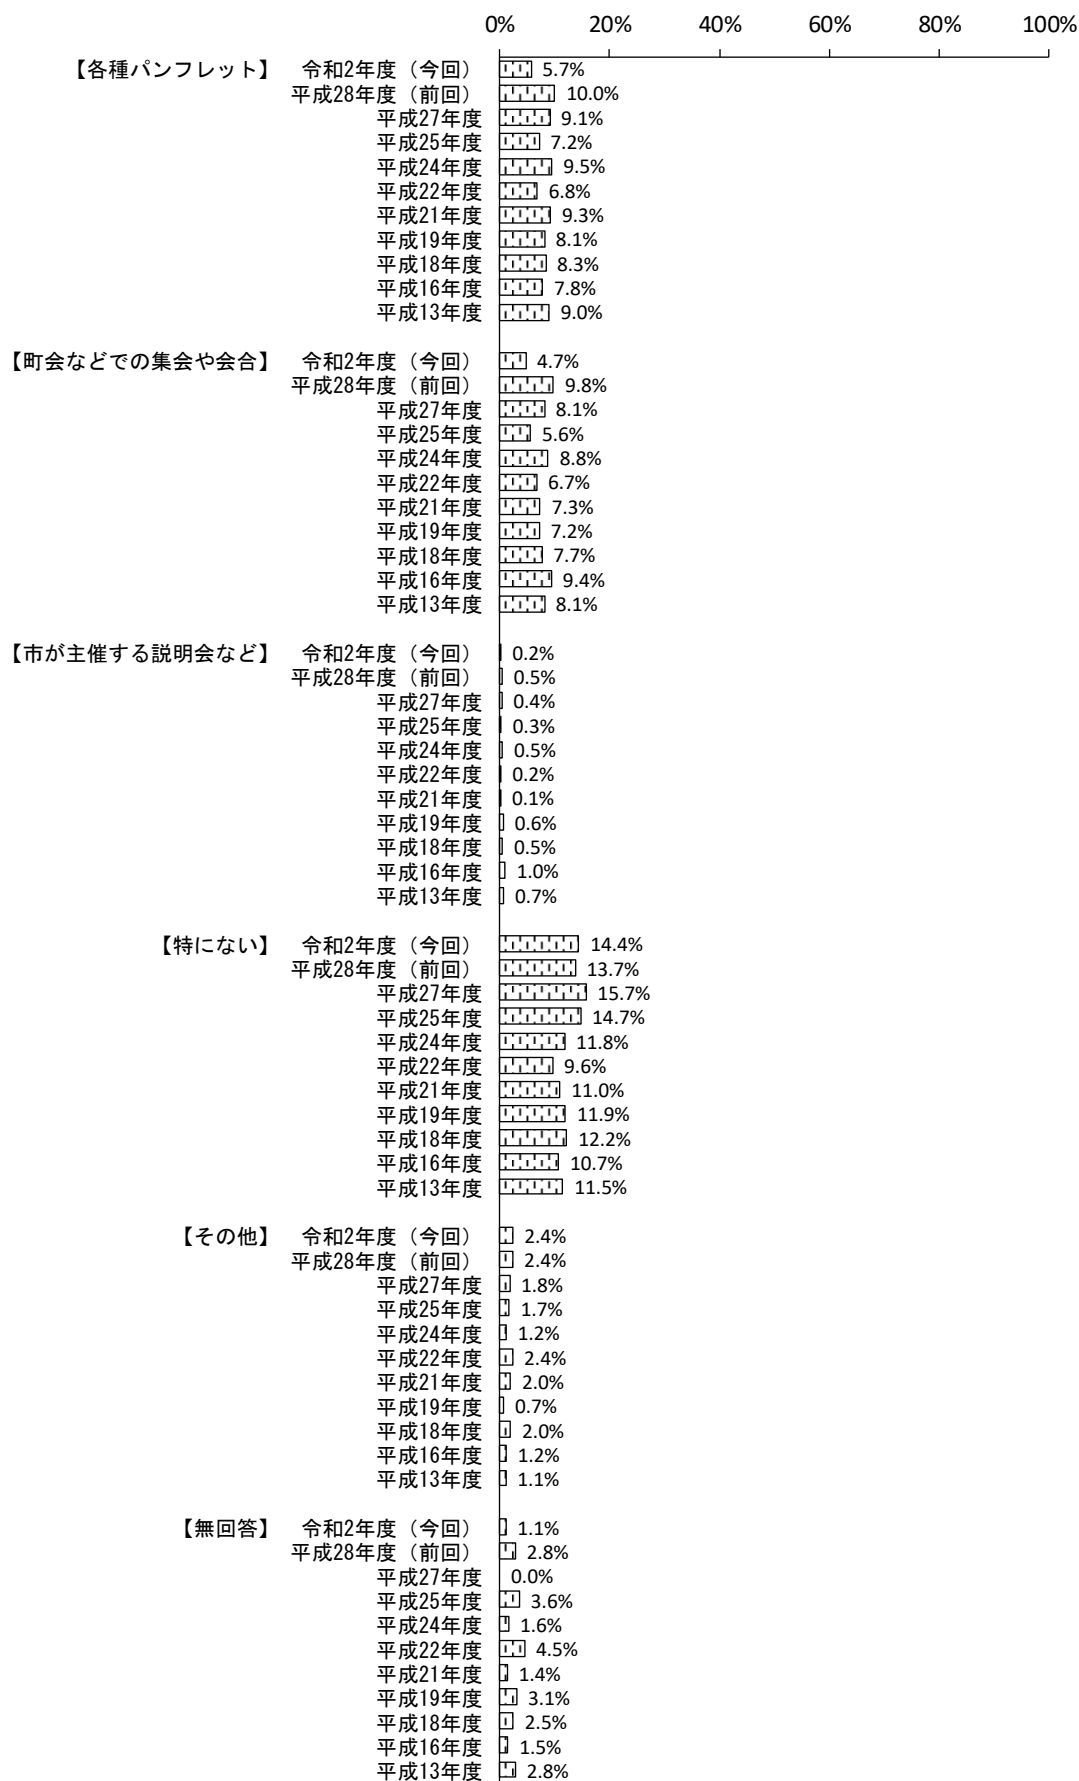 0% 20% 40% 60% 80% 100%
【各種パンフレット】 令和2年度（今回） 5.7%
平成28年度（前回） 10.0%
平成27年度 9.1%
平成25年度 7.2%
平成24年度 9.5%
平成22年度 6.8%
平成21年度 9.3%
平成19年度 8.1%
平成18年度 8.3%
平成16年度 7.8%
平成13年度 9.0%
【町会などでの集会や会合】 令和2年度（今回） 4.7%
平成28年度（前回） 9.8%
平成27年度 8.1%
平成25年度 5.6%
平成24年度 8.8%
平成22年度 6.7%
平成21年度 7.3%
平成19年度 7.2%
平成18年度 7.7%
平成16年度 9.4%
平成13年度 8.1%
【市が主催する説明会など】 令和2年度（今回） 0.2%
平成28年度（前回） 0.5%
平成27年度 0.4%
平成25年度 0.3%
平成24年度 0.5%
平成22年度 0.2%
平成21年度 0.1%
平成19年度 0.6%
平成18年度 0.5%
平成16年度 1.0%
平成13年度 0.7%
【特にない】 令和2年度（今回） 14.4%
平成28年度（前回） 13.7%
平成27年度 15.7%
平成25年度 14.7%
平成24年度 11.8%
平成22年度 9.6%
平成21年度 11.0%
平成19年度 11.9%
平成18年度 12.2%
平成16年度 10.7%
平成13年度 11.5%
【その他】 令和2年度（今回） 2.4%
平成28年度（前回） 2.4%
平成27年度 1.8%
平成25年度 1.7%
平成24年度 1.2%
平成22年度 2.4%
平成21年度 2.0%
平成19年度 0.7%
平成18年度 2.0%
平成16年度 1.2%
平成13年度 1.1%
【無回答】 令和2年度（今回） 1.1%
平成28年度（前回） 2.8%
平成27年度 0.0%
平成25年度 3.6%
平成24年度 1.6%
平成22年度 4.5%
平成21年度 1.4%
平成19年度 3.1%
平成18年度 2.5%
平成16年度 1.5%
平成13年度 2.8%